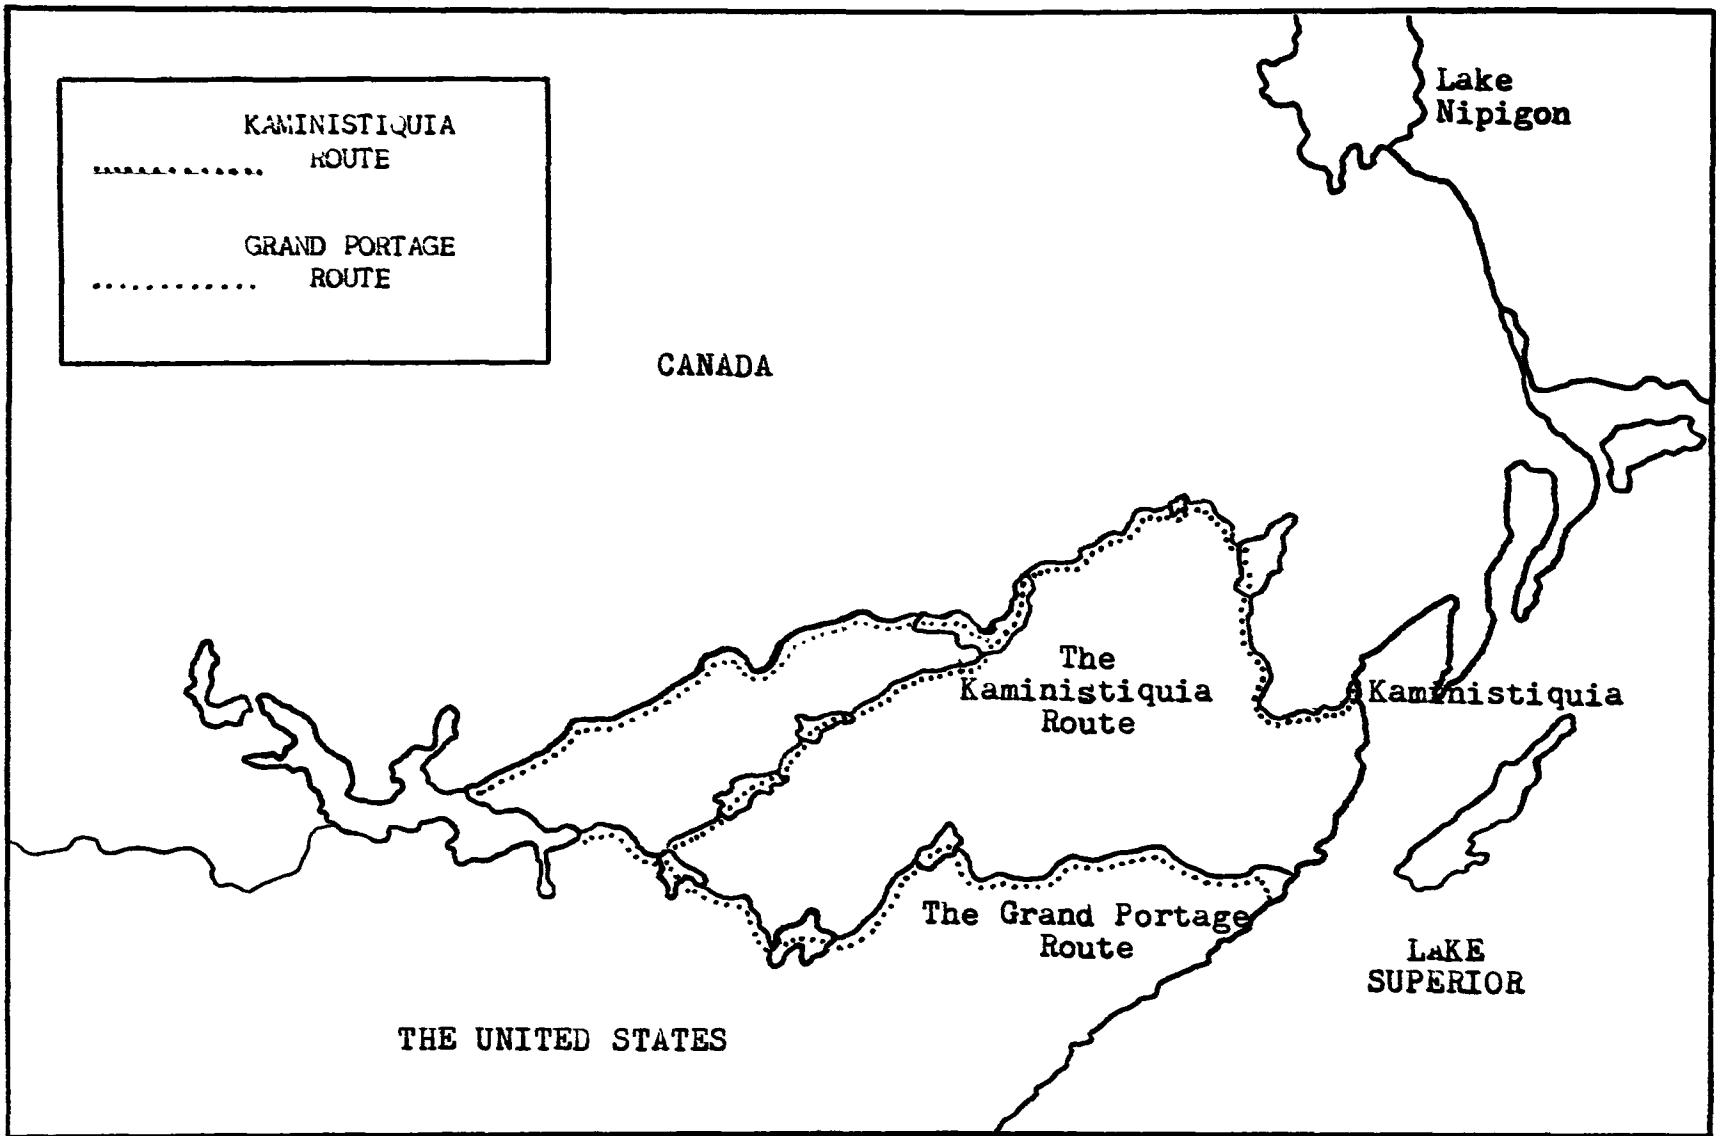 KAMINISTIQUIA
ROUTE
GRAND PORTAGE
ROUTE
Lake
Nipigon
CANADA
The
Kaministiquia
Route
Kaministiquia
The Grand Portage
Route
LAKE
SUPERIOR
THE UNITED STATES